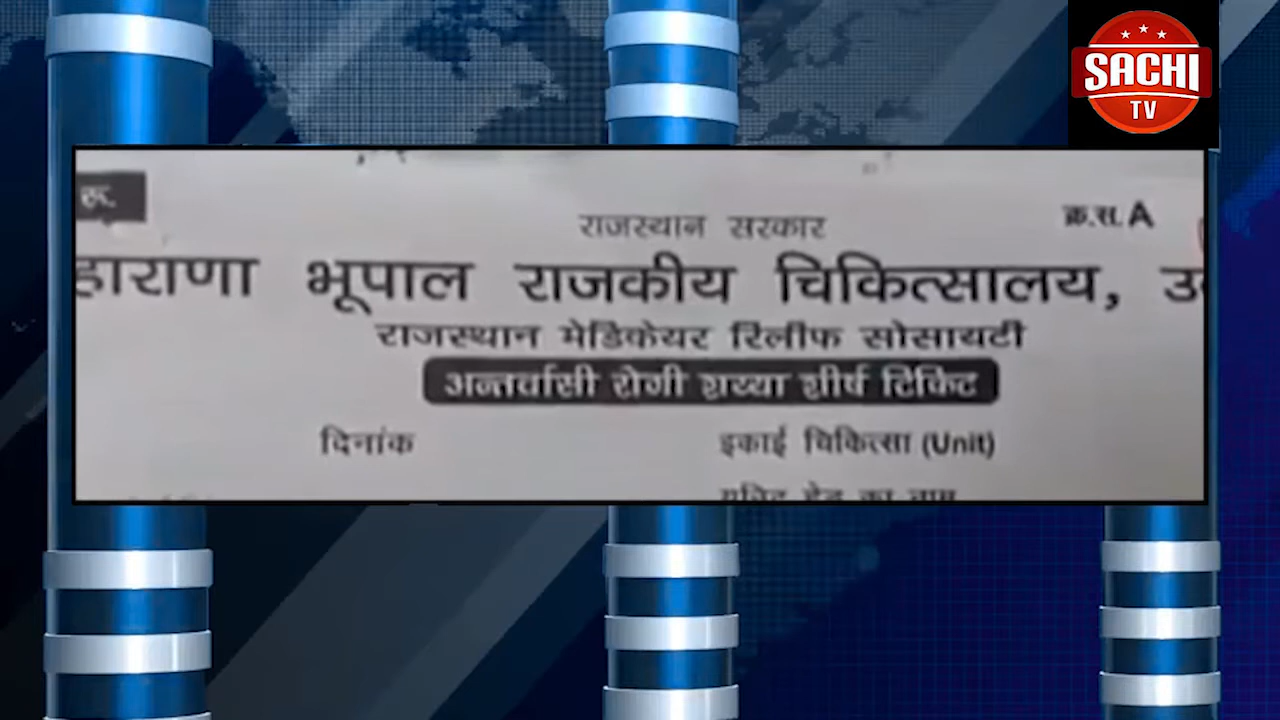 SACHI
TV
रू.
क्र.स. A
राजस्थान सरकार
हाराणा भूपाल राजकीय चिकित्सालय, उ
राजस्थान मेडिकेयर रिलीफ सोसायटी
अन्तर्वासी रोगी शय्या शीर्ष टिकिट
दिनांक
इकाई चिकित्सा (Unit)
यूनिट हेड का नाम